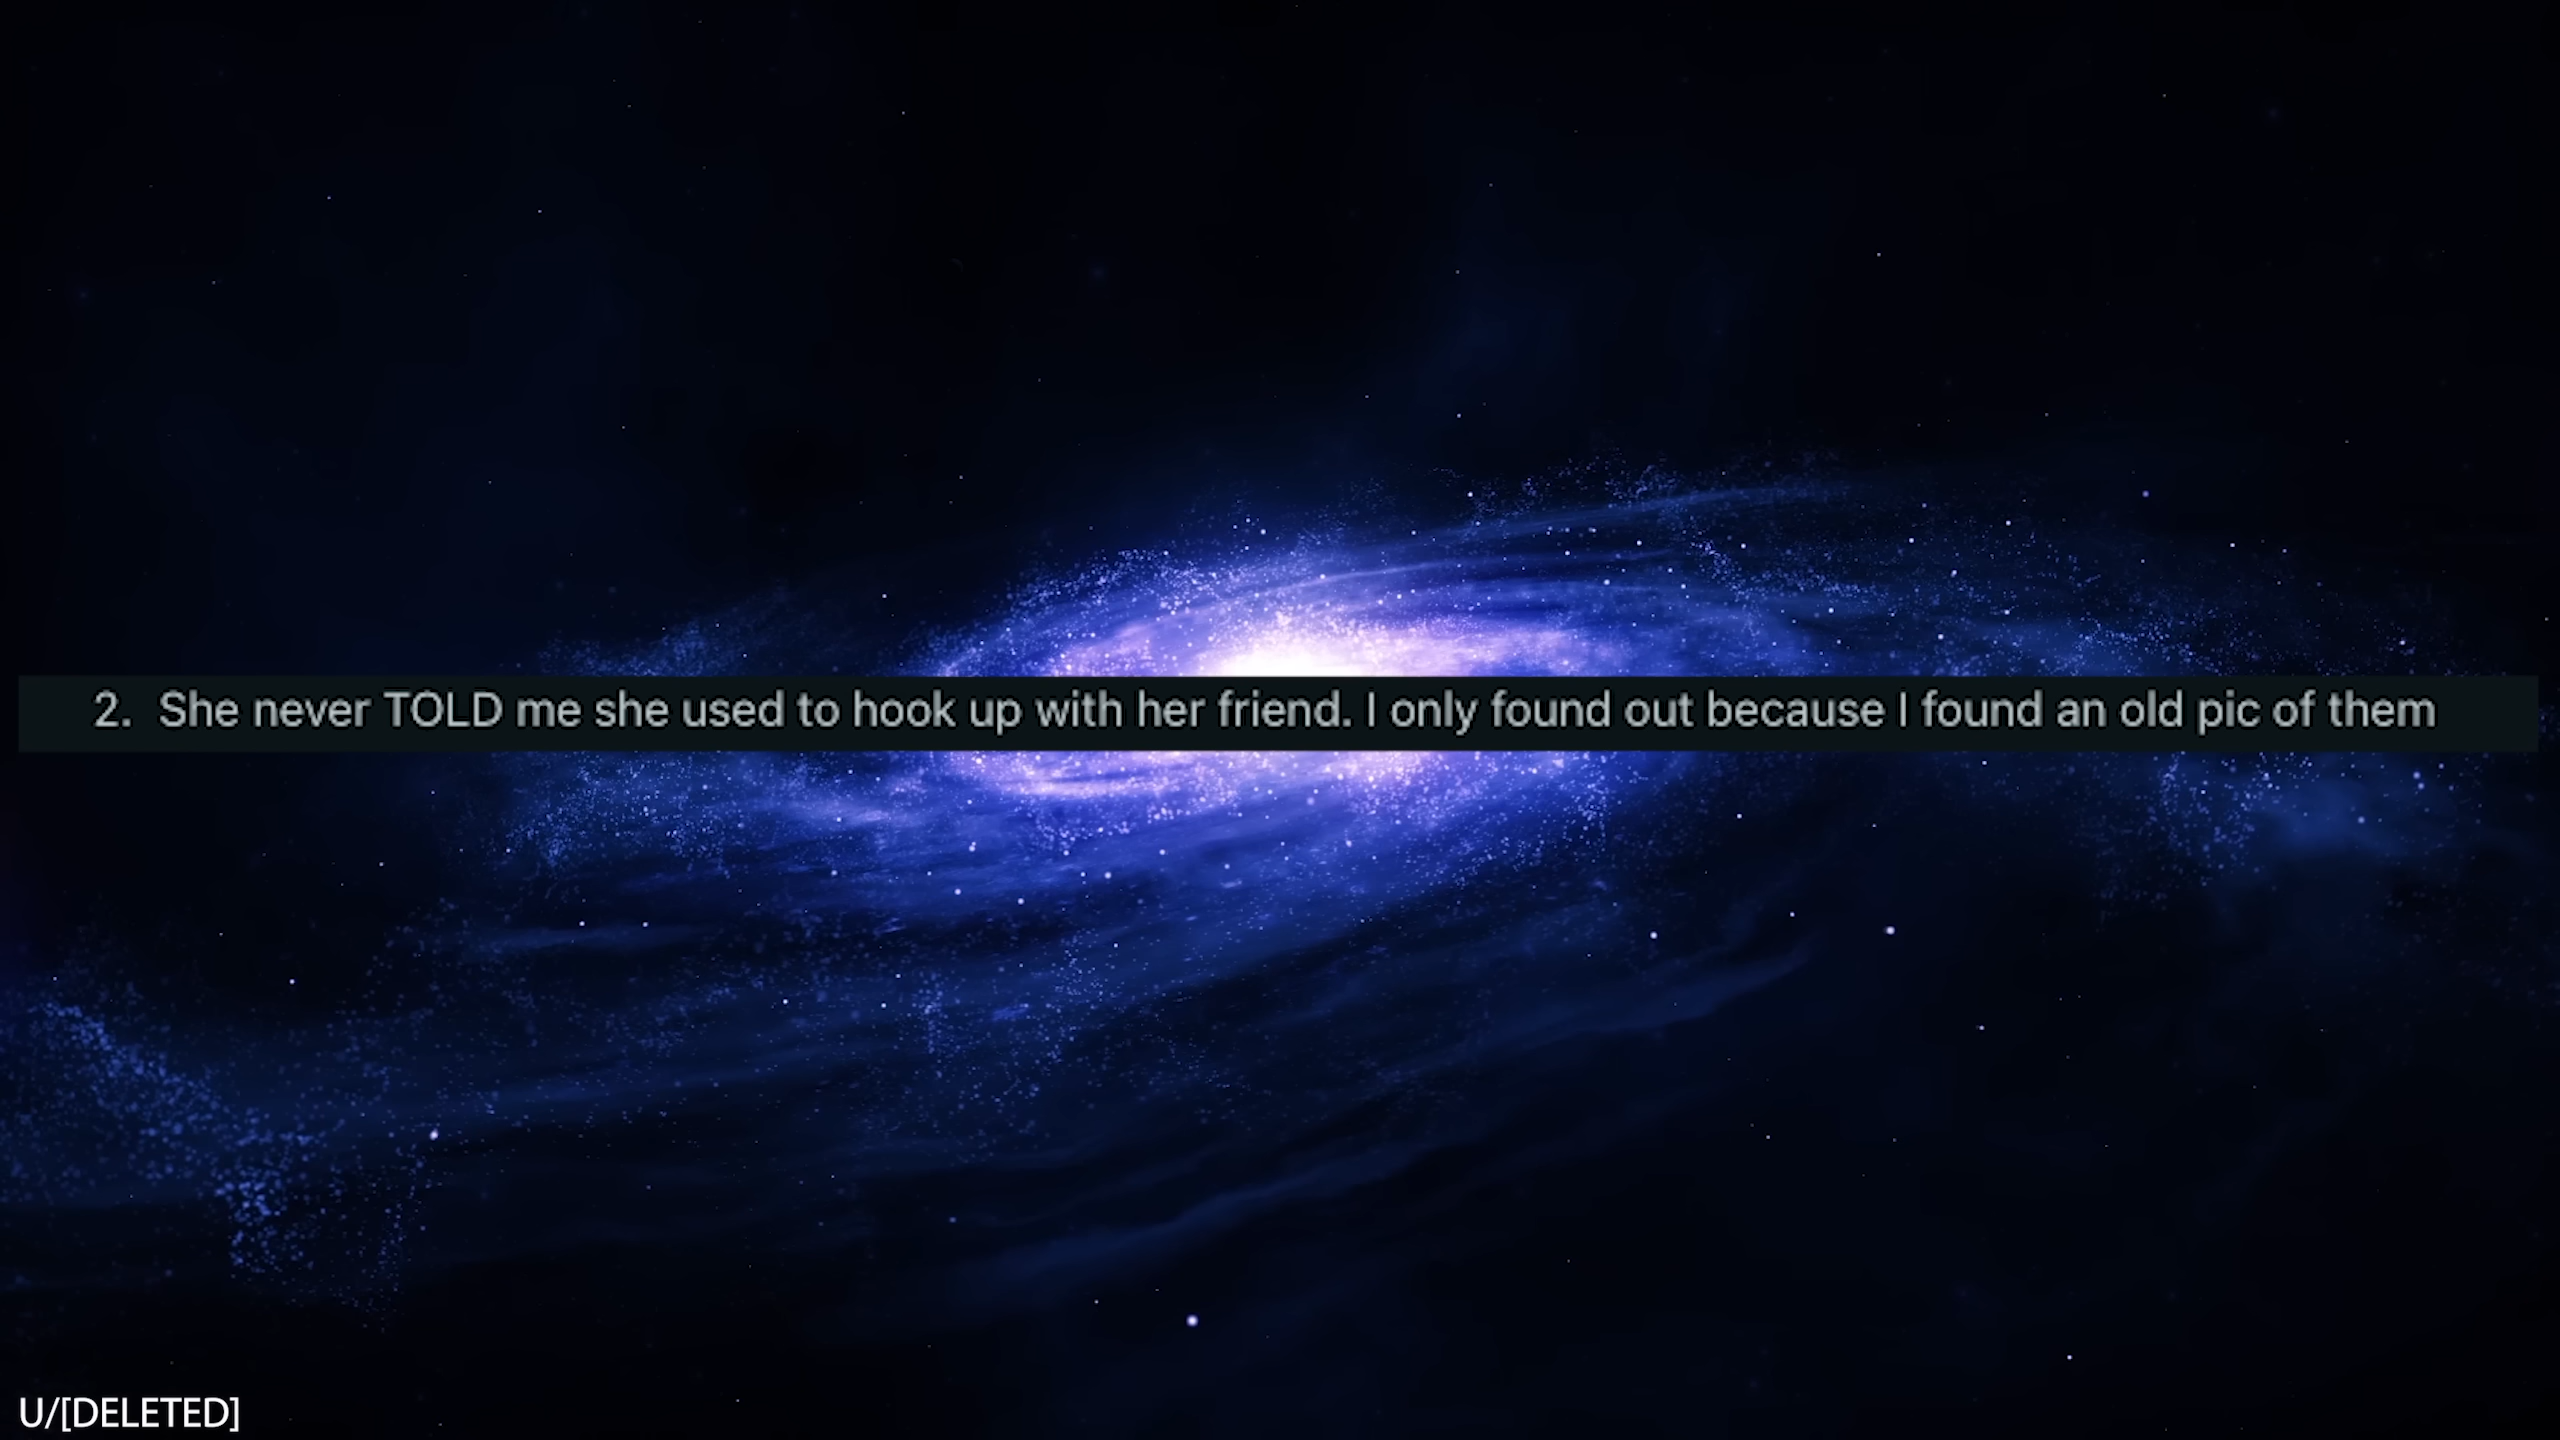 2. She never TOLD me she used to hook up with her friend. I only found out because I found an old pic of them
U/[DELETED]